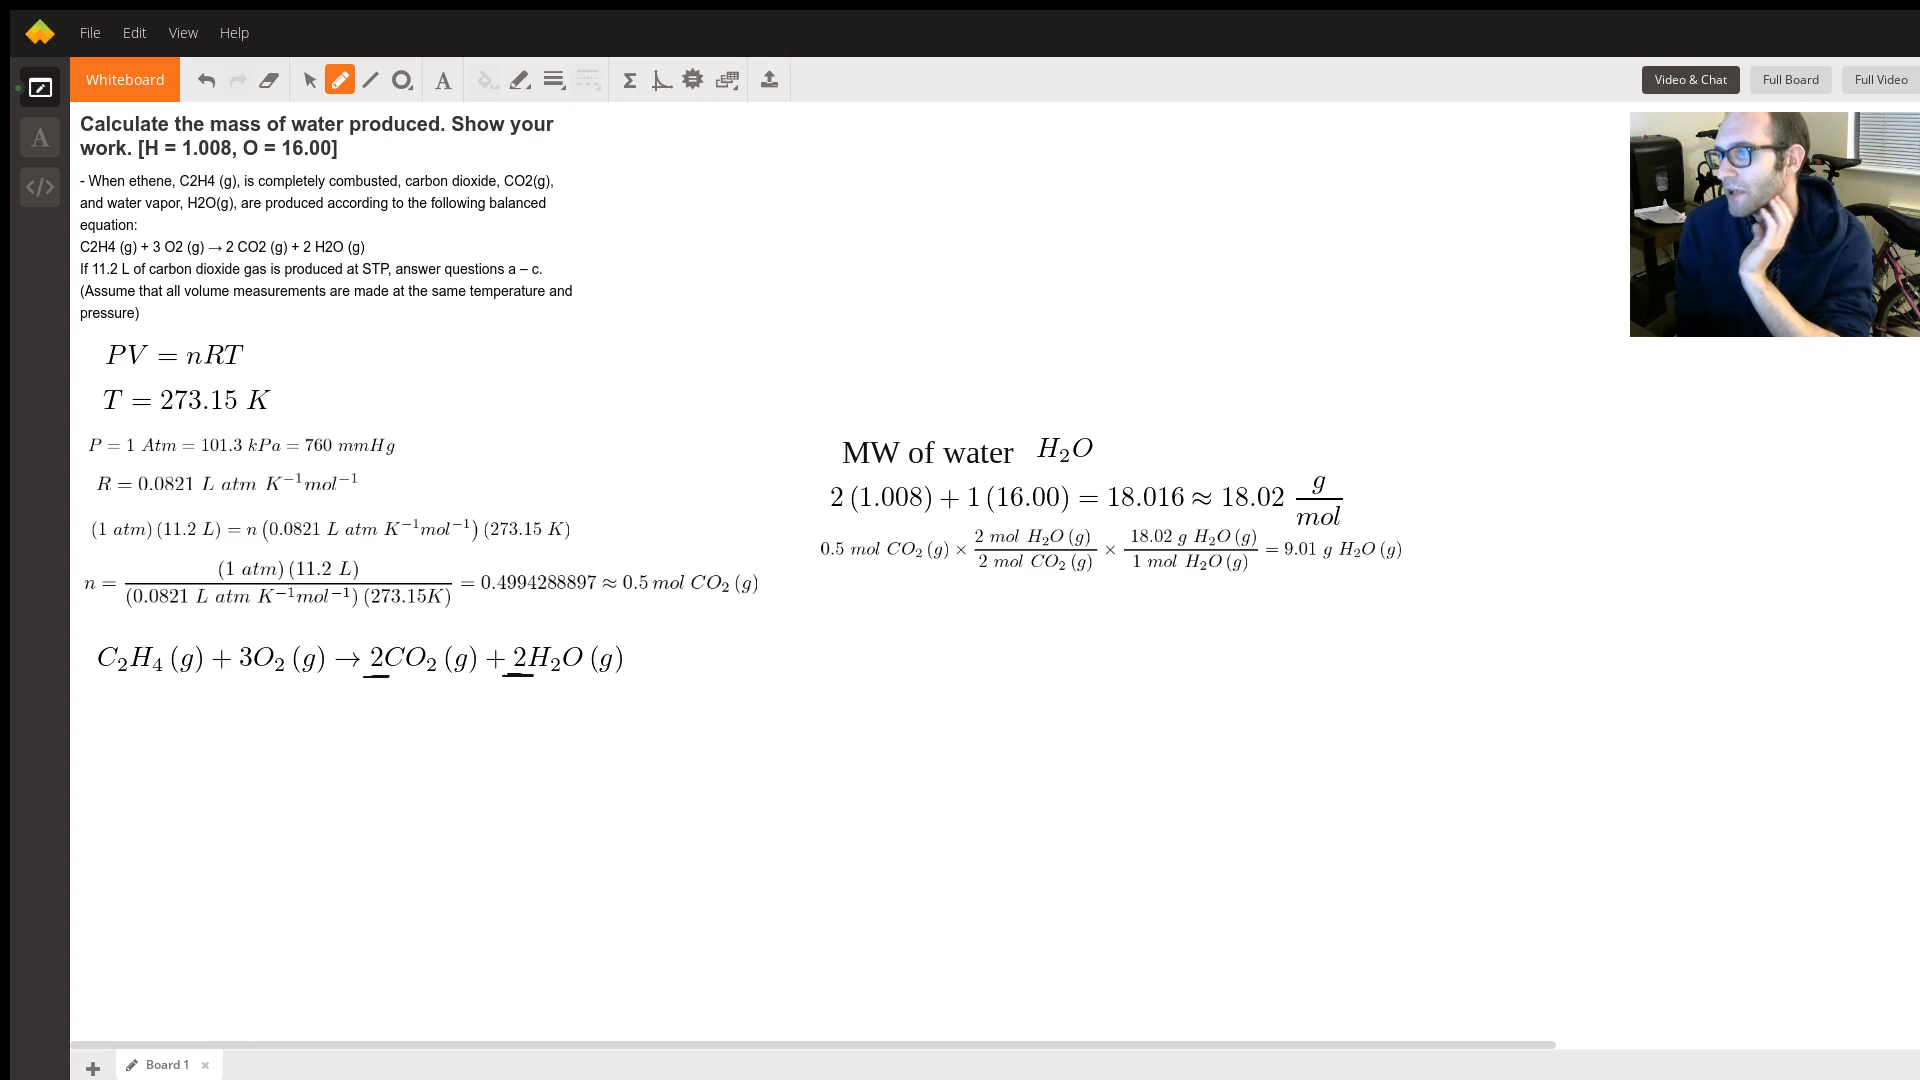 File Edit View Help
Whiteboard
Video & Chat Full Board Full Video
Calculate the mass of water produced. Show your
work. [H = 1.008, O = 16.00]
- When ethene, C2H4 (g), is completely combusted, carbon dioxide, CO2(g),
and water vapor, H2O(g), are produced according to the following balanced
equation:
C2H4 (g) + 3 O2 (g) → 2 CO2 (g) + 2 H2O (g)
If 11.2 L of carbon dioxide gas is produced at STP, answer questions a – c.
(Assume that all volume measurements are made at the same temperature and
pressure)
PV = nRT
T = 273.15 K
P = 1 Atm = 101.3 kPa = 760 mmHg
R = 0.0821 L atm K⁻¹mol⁻¹
(1 atm)(11.2 L) = n(0.0821 L atm K⁻¹mol⁻¹)(273.15 K)
n = (1 atm)(11.2 L) / (0.0821 L atm K⁻¹mol⁻¹)(273.15K) = 0.4994288897 ≈ 0.5 mol CO₂ (g)
C₂H₄ (g) + 3O₂ (g) → 2CO₂ (g) + 2H₂O (g)
MW of water H₂O
2(1.008) + 1(16.00) = 18.016 ≈ 18.02 g/mol
0.5 mol CO₂ (g) × 2 mol H₂O (g) / 2 mol CO₂ (g) × 18.02 g H₂O (g) / 1 mol H₂O (g) = 9.01 g H₂O (g)
Board 1